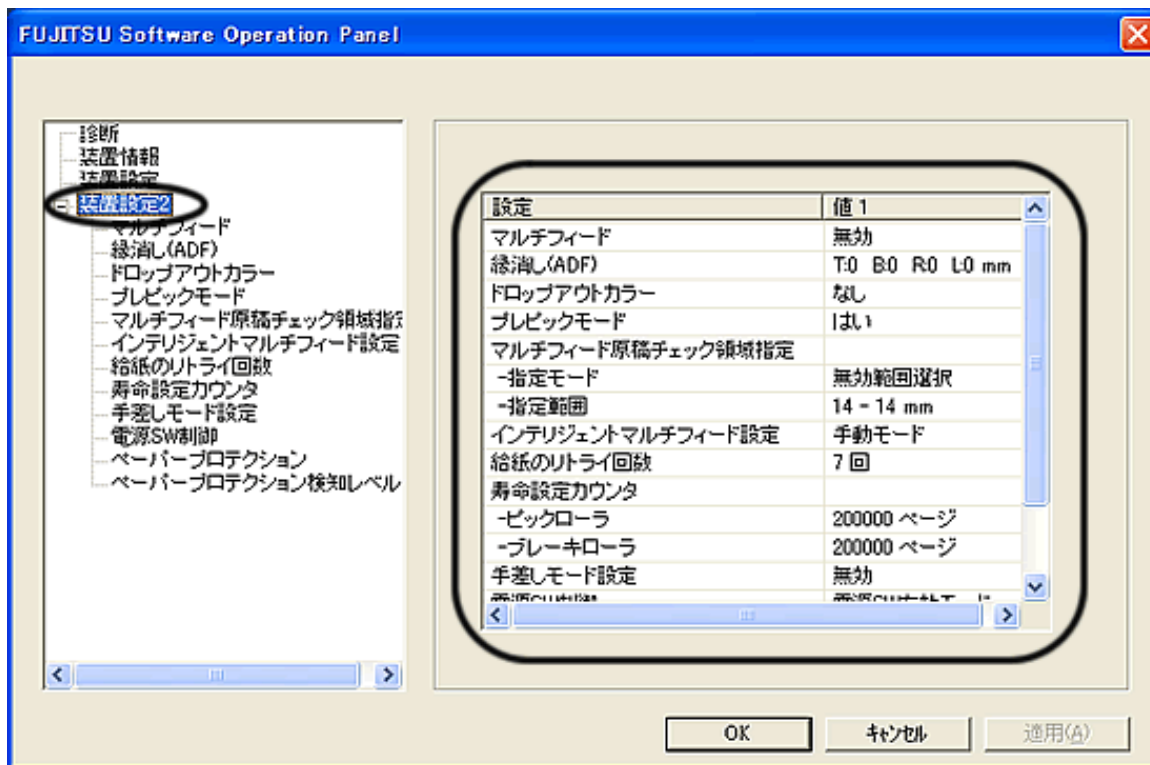 FUJITSU Software Operation Panel
診断
装置情報
装置設定
装置設定2
マルチフィード
縁消し(ADF)
ドロップアウトカラー
プレピックモード
マルチフィード原稿チェック領域指定
インテリジェントマルチフィード設定
給紙のリトライ回数
寿命設定カウンタ
手差しモード設定
電源SW制御
ペーパープロテクション
ペーパープロテクション検知レベル
設定 値 1
マルチフィード 無効
縁消し(ADF) T:0 B:0 R:0 L:0 mm
ドロップアウトカラー なし
プレピックモード はい
マルチフィード原稿チェック領域指定
-指定モード 無効範囲選択
-指定範囲 14 - 14 mm
インテリジェントマルチフィード設定 手動モード
給紙のリトライ回数 7 回
寿命設定カウンタ
-ピックローラ 200000 ページ
-ブレーキローラ 200000 ページ
手差しモード設定 無効
電源SW制御
OK キャンセル 適用(A)